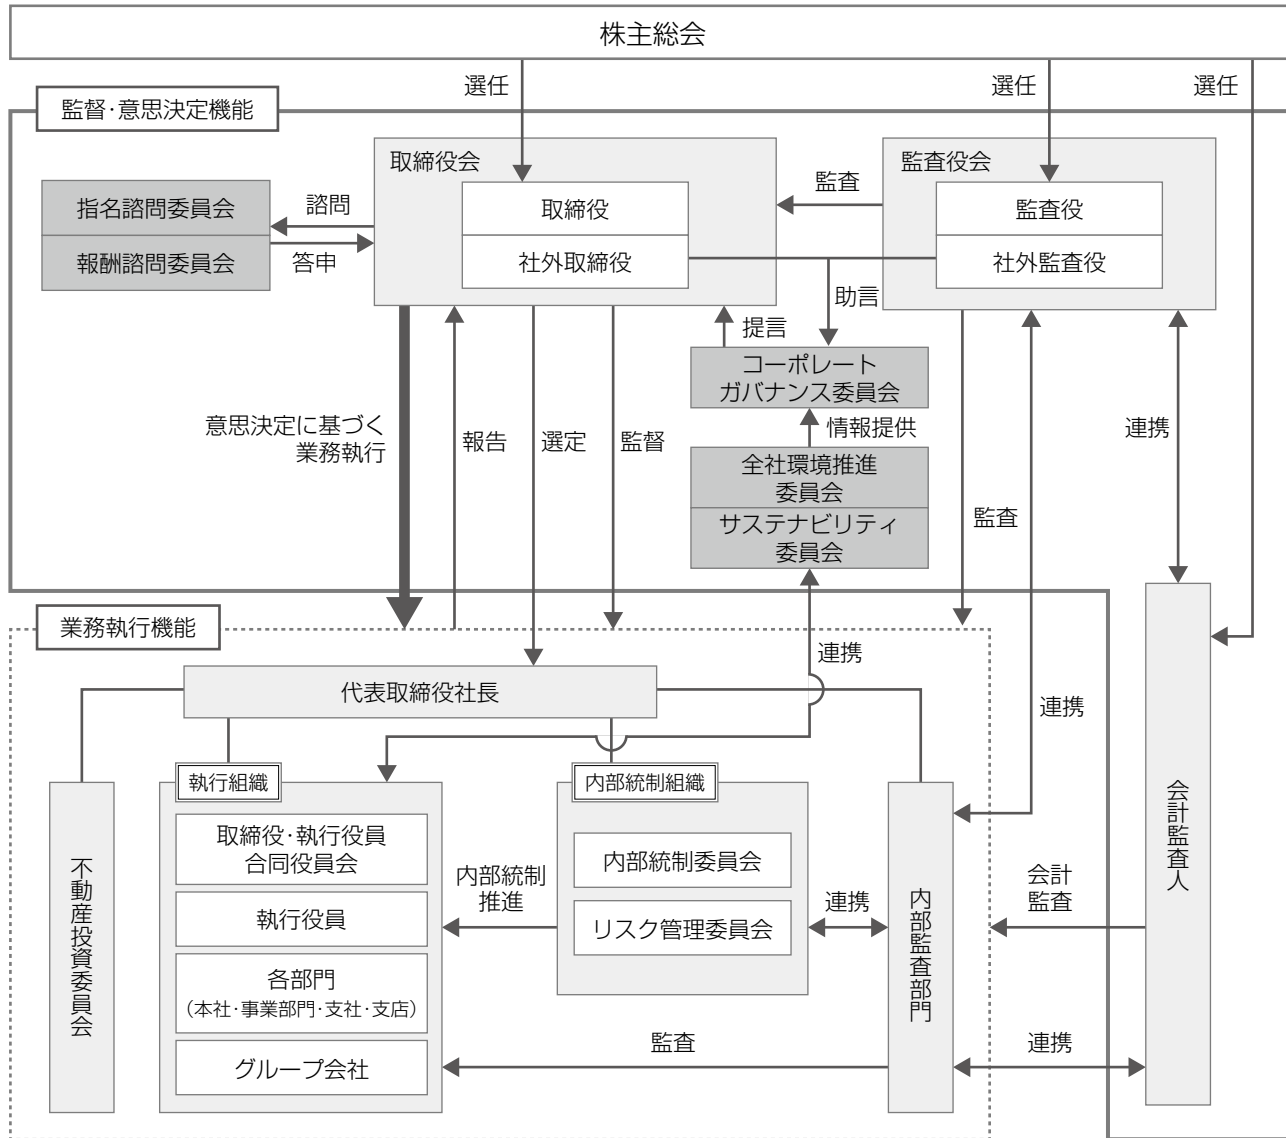 株主総会
選任
選任
選任
監督・意思決定機能
取締役会
監査役会
指名諮問委員会
報酬諮問委員会
諮問
答申
取締役
社外取締役
監査
監査役
社外監査役
助言
提言
コーポレート
ガバナンス委員会
情報提供
全社環境推進
委員会
サステナビリティ
委員会
意思決定に基づく
業務執行
報告
選定
監督
監査
連携
業務執行機能
連携
連携
代表取締役社長
執行組織
内部統制組織
不動産投資委員会
取締役・執行役員
合同役員会
執行役員
各部門
（本社・事業部門・支社・支店）
グループ会社
内部統制
推進
内部統制委員会
リスク管理委員会
連携
内部監査部門
会計
監査
会計監査人
監査
連携